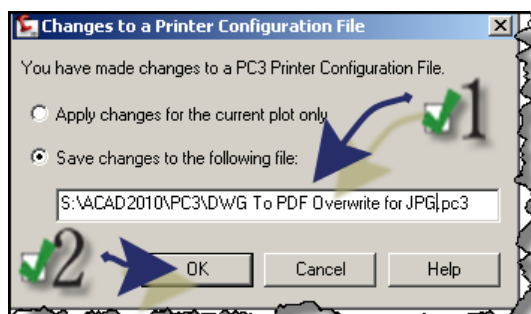 Changes to a Printer Configuration File
You have made changes to a PC3 Printer Configuration File.
Apply changes for the current plot only
1
Save changes to the following file:
S:\ACAD2010\PC3\DWG To PDF Overwrite for JPG.pc3
2
OK Cancel Help